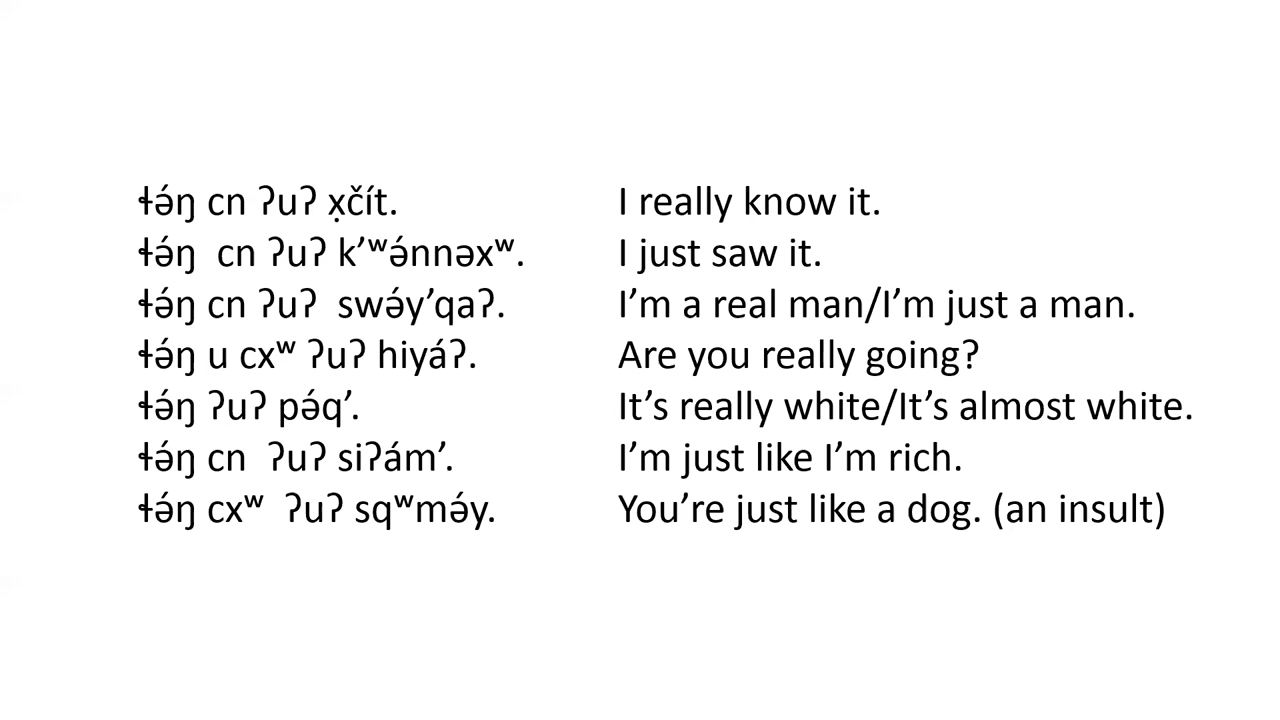 ɬə́ŋ cn ʔuʔ x̣čít. I really know it.
ɬə́ŋ cn ʔuʔ k’ʷə́nnəxʷ. I just saw it.
ɬə́ŋ cn ʔuʔ swə́y’qaʔ. I’m a real man/I’m just a man.
ɬə́ŋ u cxʷ ʔuʔ hiyáʔ. Are you really going?
ɬə́ŋ ʔuʔ pə́q’. It’s really white/It’s almost white.
ɬə́ŋ cn ʔuʔ siʔám’. I’m just like I’m rich.
ɬə́ŋ cxʷ ʔuʔ sqʷmə́y. You’re just like a dog. (an insult)